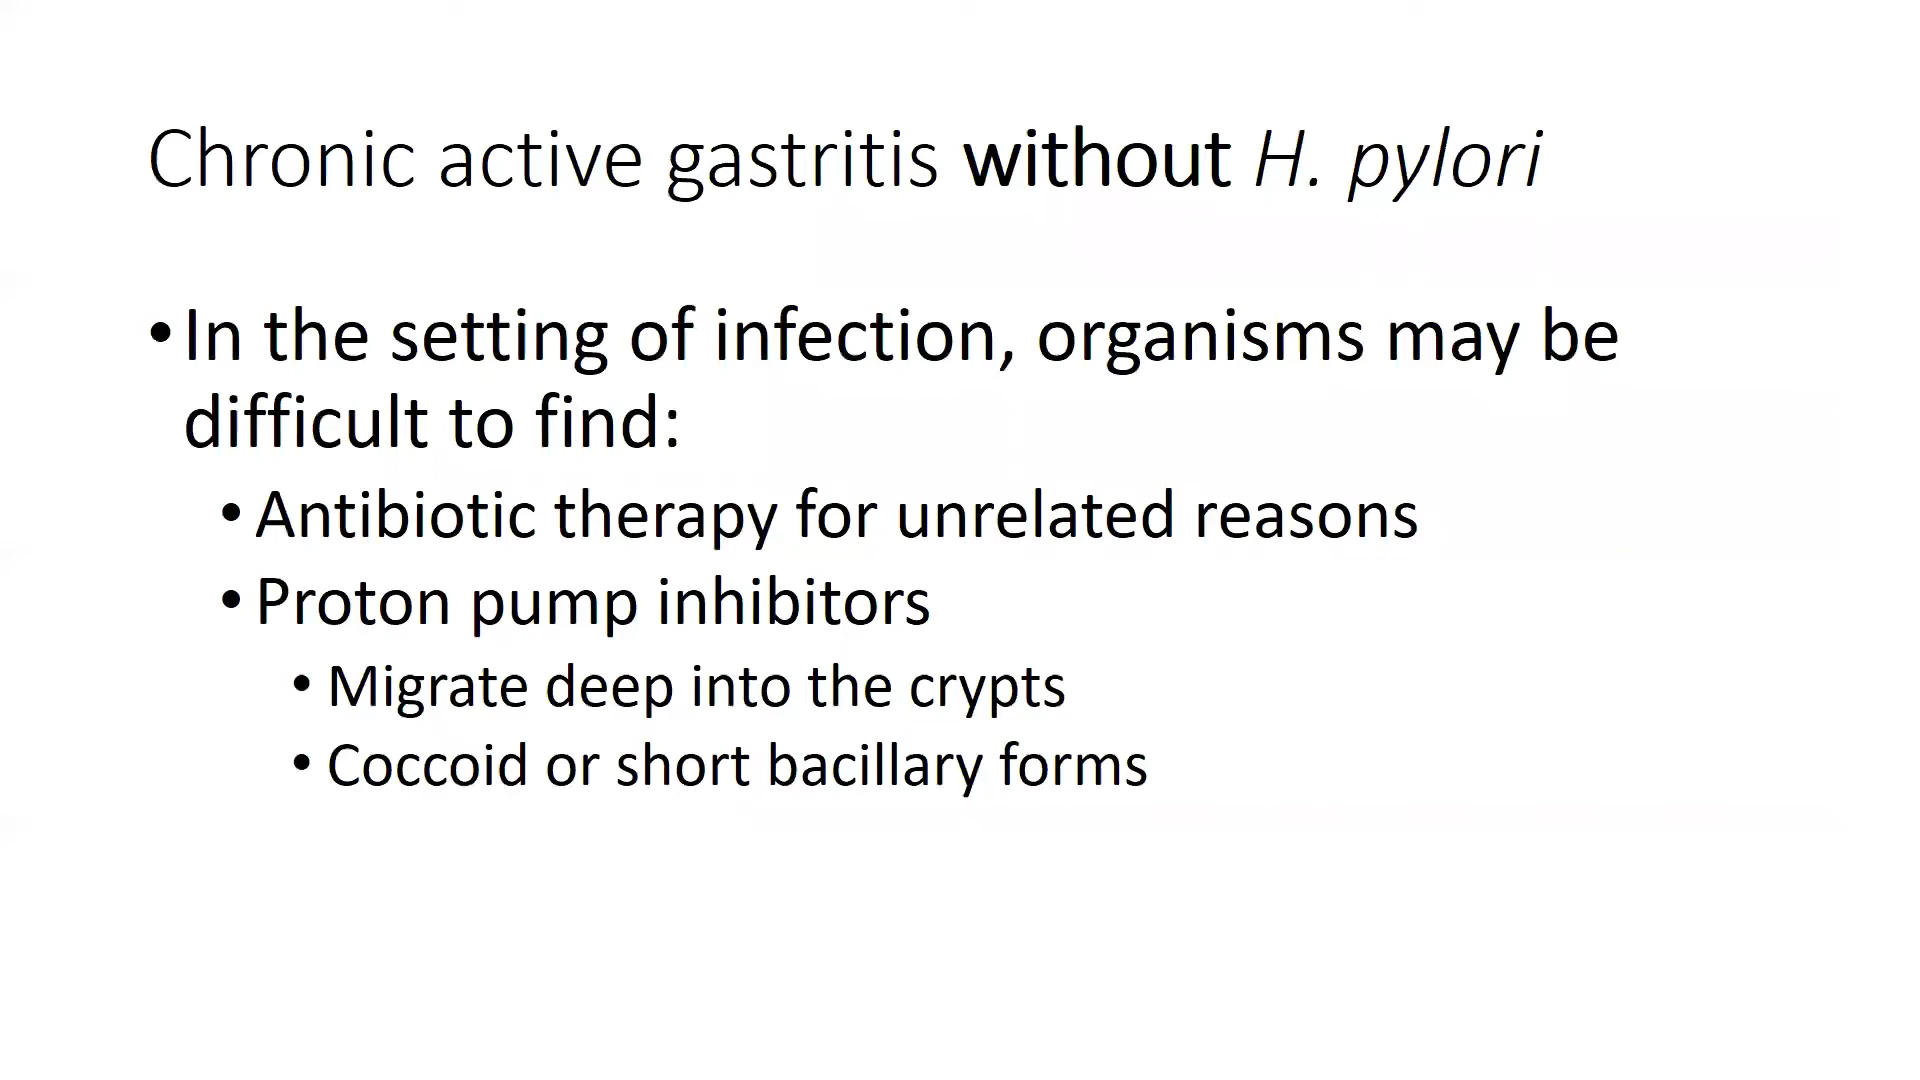 Chronic active gastritis without H. pylori
•In the setting of infection, organisms may be
difficult to find:
•Antibiotic therapy for unrelated reasons
•Proton pump inhibitors
•Migrate deep into the crypts
•Coccoid or short bacillary forms